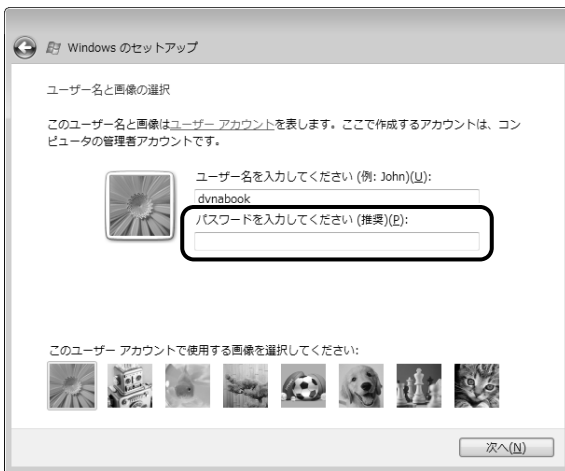 Windows のセットアップ
ユーザー名と画像の選択
このユーザー名と画像はユーザー アカウントを表します。ここで作成するアカウントは、コン
ピュータの管理者アカウントです。
ユーザー名を入力してください (例: John)(U):
dynabook
パスワードを入力してください (推奨)(P):
このユーザー アカウントで使用する画像を選択してください:
次へ(N)